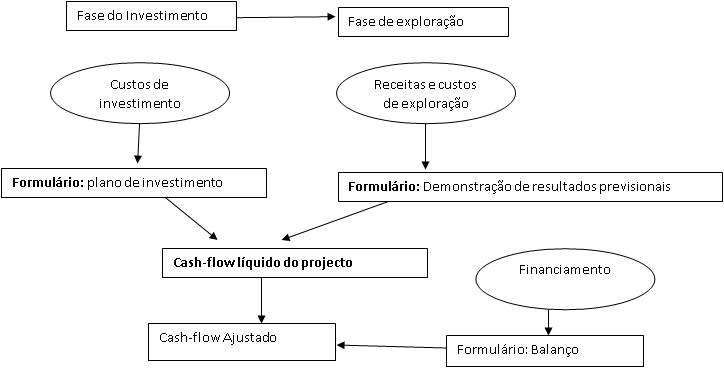 Fase do Investimento
Fase de exploração
Custos de
investimento
Receitas e custos
de exploração
Formulário: plano de investimento
Formulário: Demonstração de resultados previsionais
Cash-flow líquido do projecto
Financiamento
Cash-flow Ajustado
Formulário: Balanço